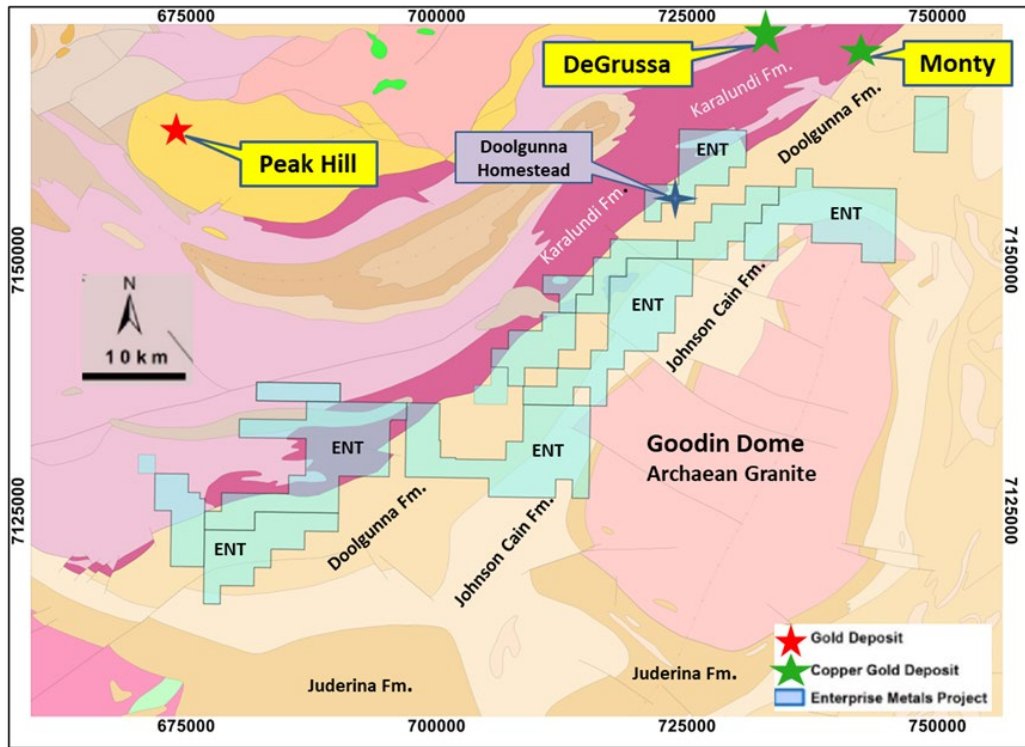 675000
700000
725000
750000
DeGrussa
Monty
Karalundi Fm.
Doolgunna Fm.
Peak Hill
Doolgunna
Homestead
ENT
Karalundi Fm.
ENT
7150000
7150000
N
10 km
ENT
Johnson Cain Fm.
Goodin Dome
Archaean Granite
ENT
ENT
7125000
7125000
Doolgunna Fm.
Johnson Cain Fm.
ENT
Juderina Fm.
Juderina Fm.
Gold Deposit
Copper Gold Deposit
Enterprise Metals Project
675000
700000
725000
750000